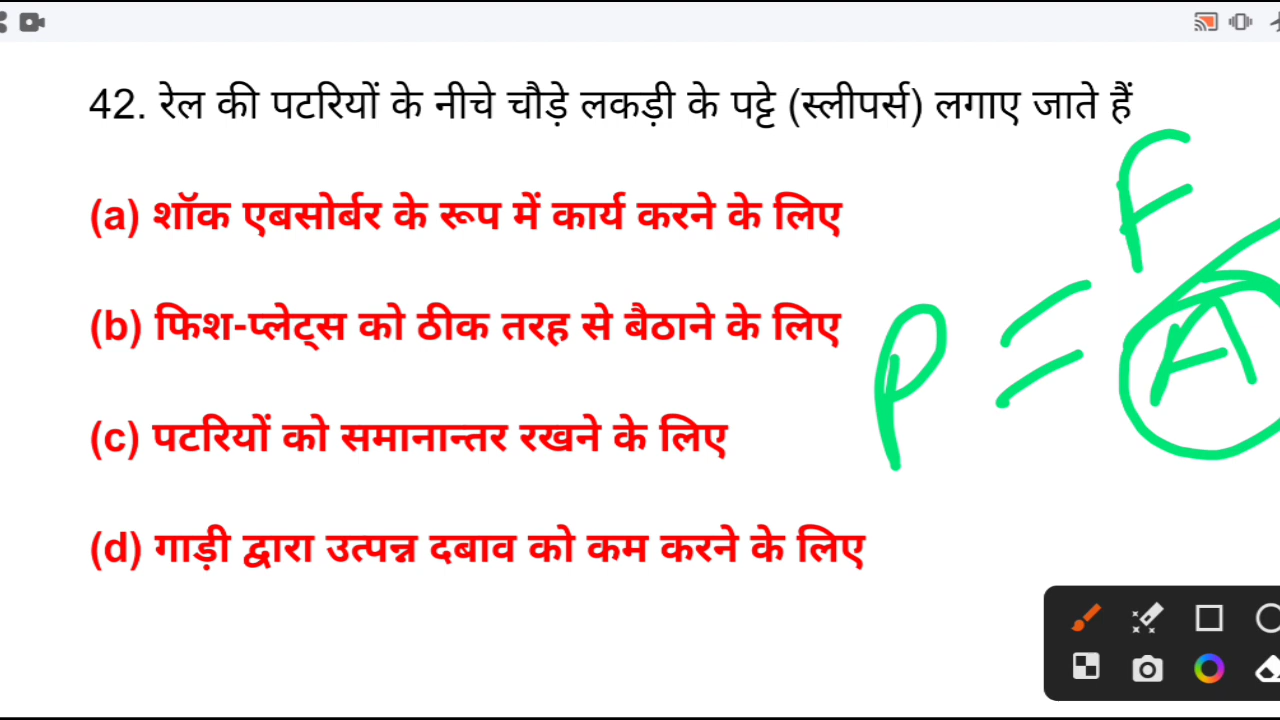 42. रेल की पटरियों के नीचे चौड़े लकड़ी के पट्टे (स्लीपर्स) लगाए जाते हैं
(a) शॉक एबसोर्बर के रूप में कार्य करने के लिए
(b) फिश-प्लेट्स को ठीक तरह से बैठाने के लिए
(c) पटरियों को समानान्तर रखने के लिए
(d) गाड़ी द्वारा उत्पन्न दबाव को कम करने के लिए
P = F
A